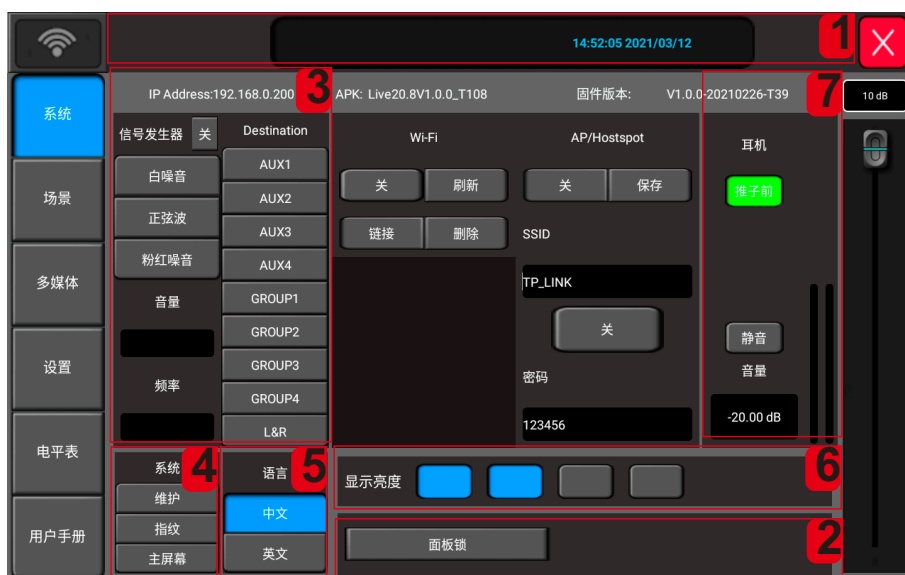 14:52:05 2021/03/12
1
IP Address:192.168.0.200
3
APK: Live20.8V1.0.0_T108
固件版本: V1.0.0-20210226-T39
7
10 dB
系统
场景
多媒体
设置
电平表
用户手册
信号发生器 关
白噪音
正弦波
粉红噪音
音量
频率
Destination
AUX1
AUX2
AUX3
AUX4
GROUP1
GROUP2
GROUP3
GROUP4
L&R
Wi-Fi
关 刷新
链接 删除
AP/Hostspot
关 保存
SSID
TP_LINK
关
密码
123456
耳机
推子前
静音
音量
-20.00 dB
系统
4
维护
指纹
主屏幕
语言
5
中文
英文
显示亮度
6
面板锁
2